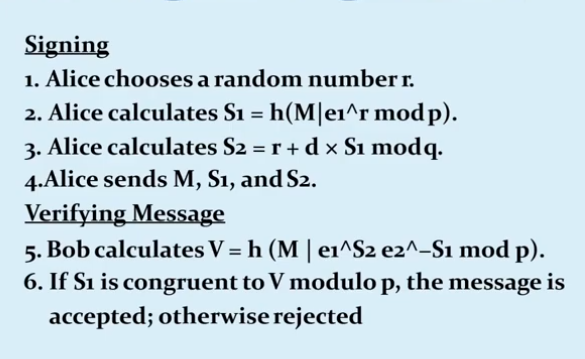 Signing
1. Alice chooses a random number r.
2. Alice calculates S1 = h(M|e1^r mod p).
3. Alice calculates S2 = r + d × S1 mod q.
4.Alice sends M, S1, and S2.
Verifying Message
5. Bob calculates V = h (M | e1^S2 e2^–S1 mod p).
6. If S1 is congruent to V modulo p, the message is
accepted; otherwise rejected